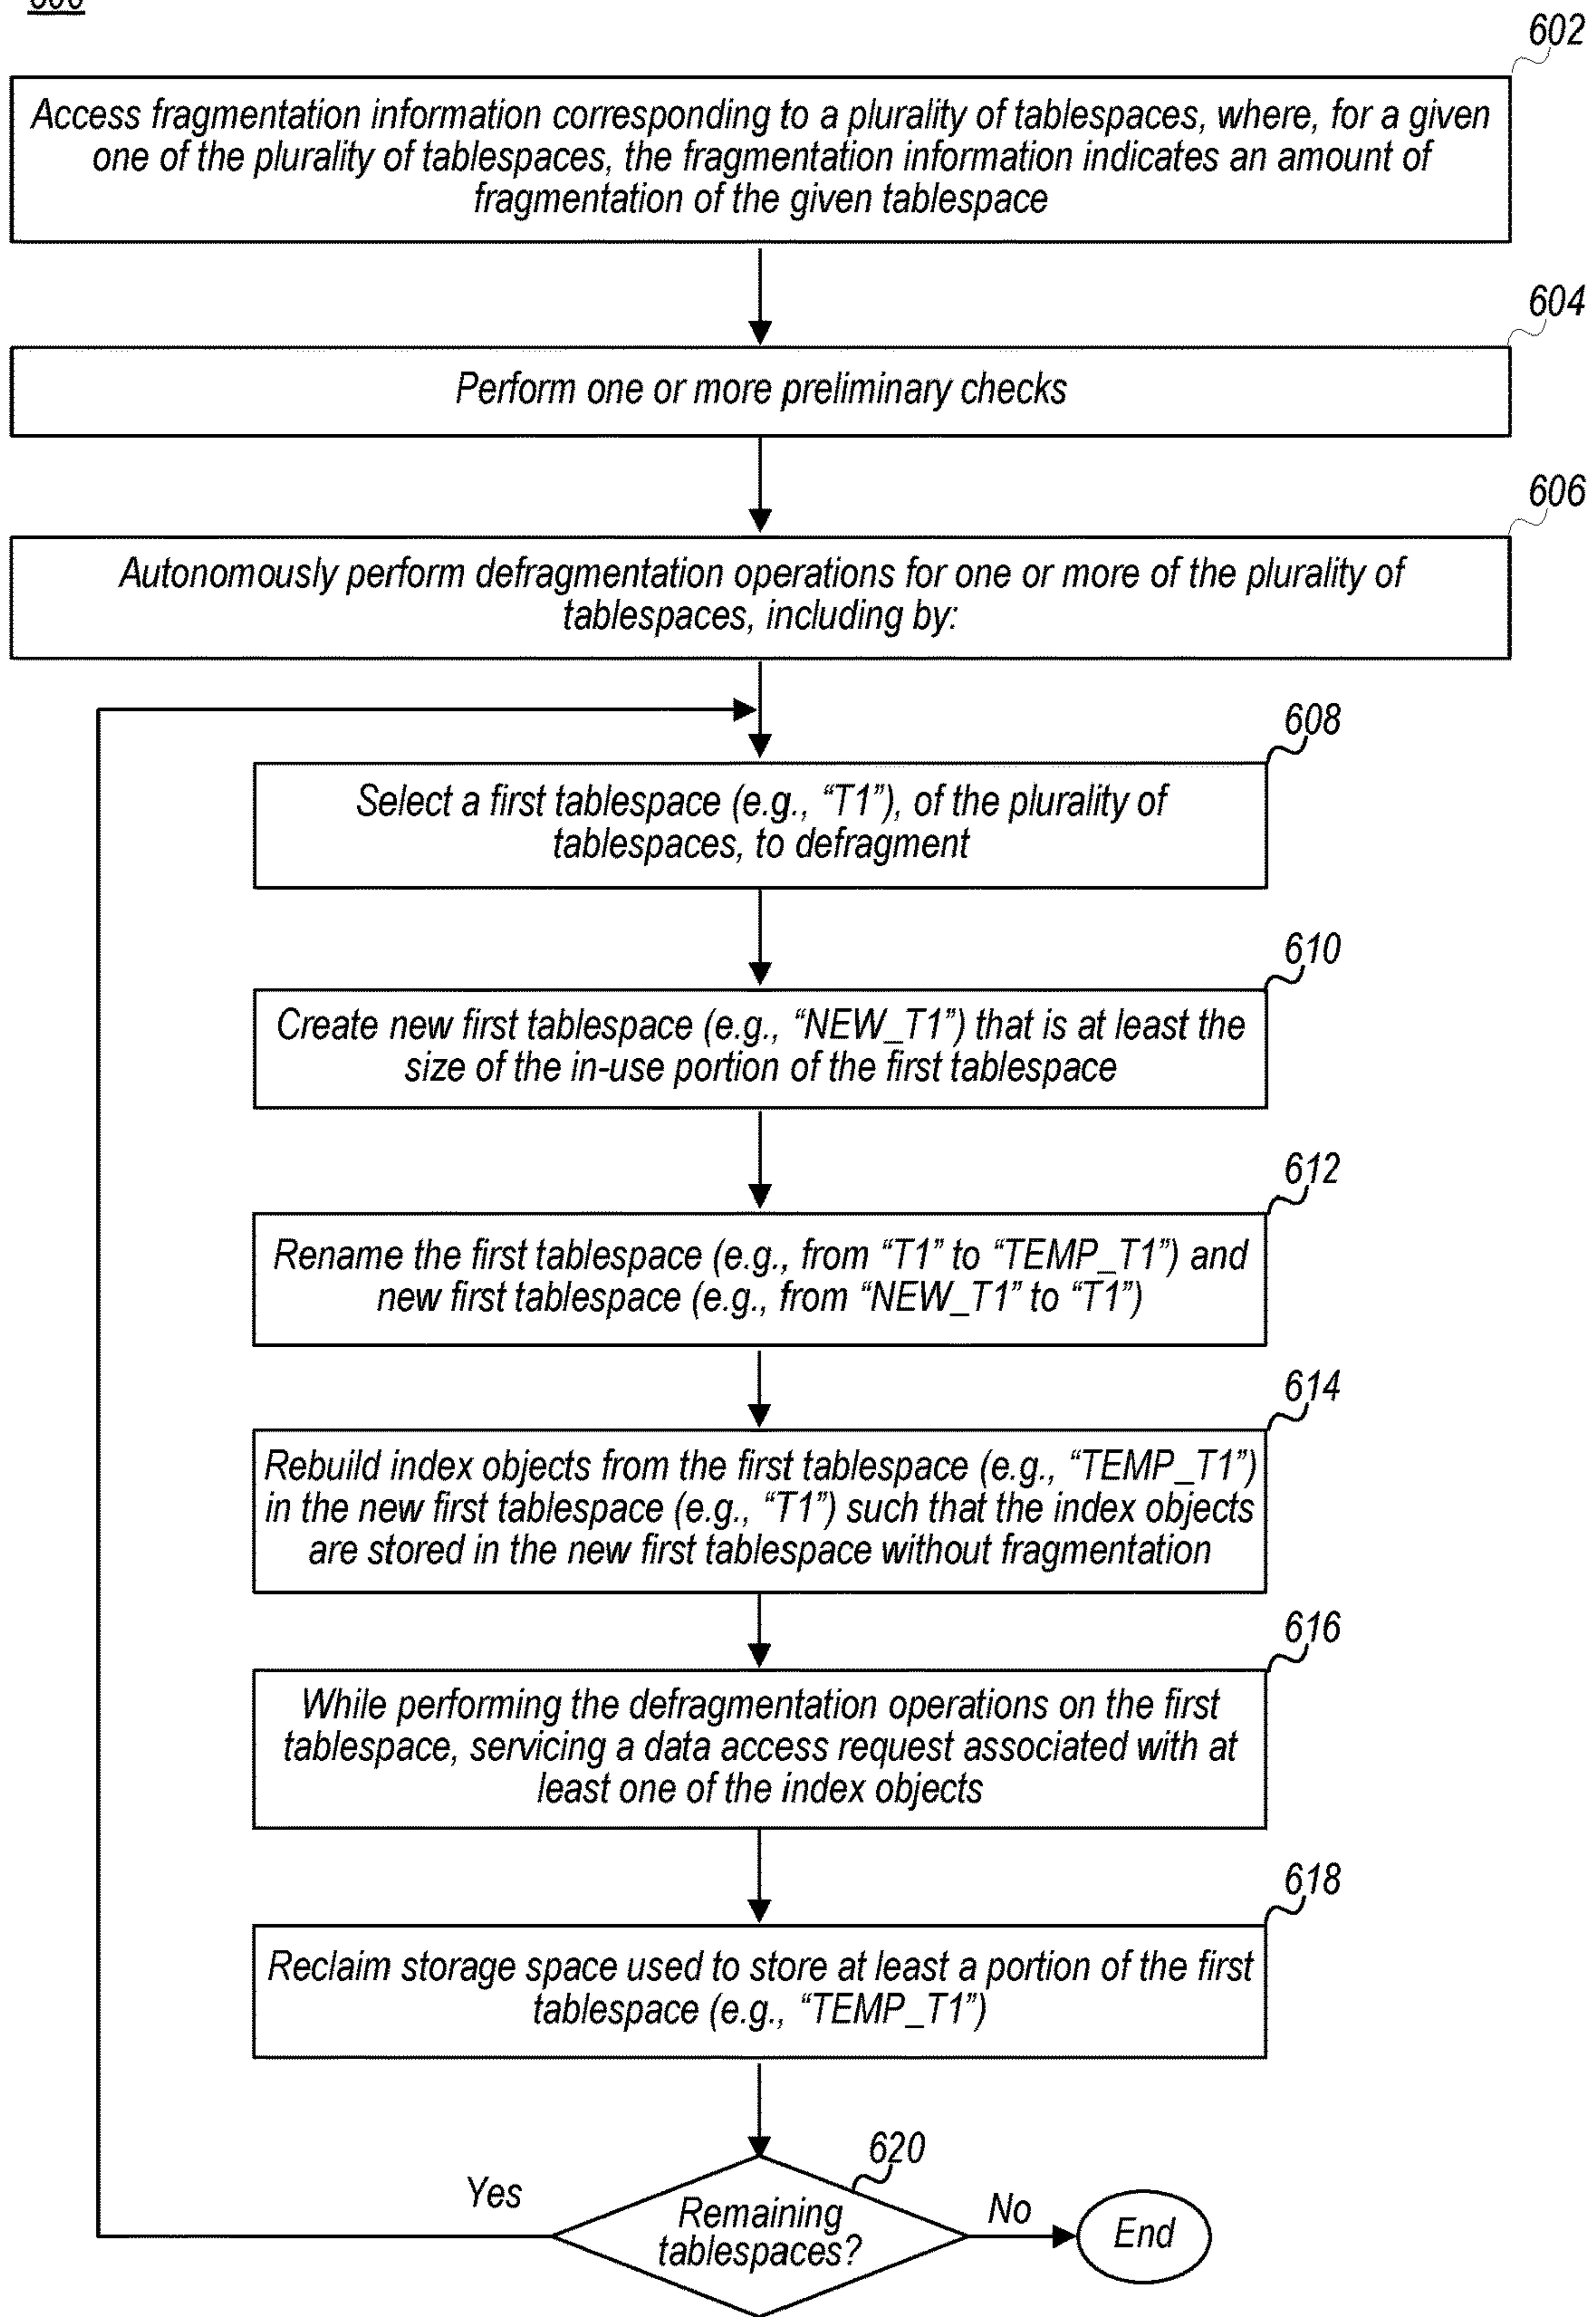 602
Access fragmentation information corresponding to a plurality of tablespaces, where, for a given
one of the plurality of tablespaces, the fragmentation information indicates an amount of
fragmentation of the given tablespace
604
Perform one or more preliminary checks
606
Autonomously perform defragmentation operations for one or more of the plurality of
tablespaces, including by:
608
Select a first tablespace (e.g., “T1”), of the plurality of
tablespaces, to defragment
610
Create new first tablespace (e.g., “NEW_T1”) that is at least the
size of the in-use portion of the first tablespace
612
Rename the first tablespace (e.g., from “T1” to “TEMP_T1”) and
new first tablespace (e.g., from “NEW_T1” to “T1”)
614
Rebuild index objects from the first tablespace (e.g., “TEMP_T1”)
in the new first tablespace (e.g., “T1”) such that the index objects
are stored in the new first tablespace without fragmentation
616
While performing the defragmentation operations on the first
tablespace, servicing a data access request associated with at
least one of the index objects
618
Reclaim storage space used to store at least a portion of the first
tablespace (e.g., “TEMP_T1”)
620
Yes
Remaining
tablespaces?
No
End